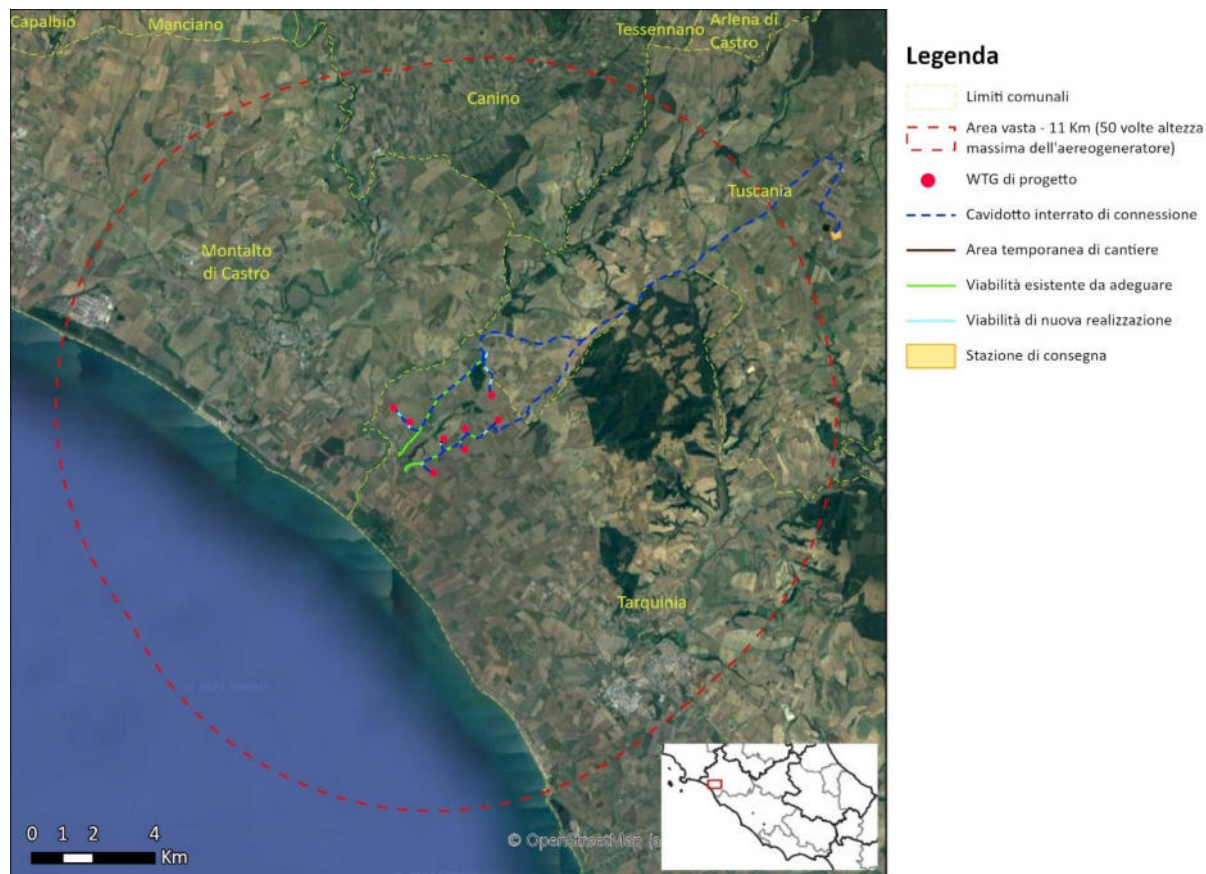 Capalbio
Manciano
Tessennano
Arlena di
Castro
Canino
Tuscania
Montalto
di Castro
Tarquinia
0 1 2 4
Km
© OpenStreetMap (a
Legenda
Limiti comunali
Area vasta - 11 Km (50 volte altezza
massima dell'aereogeneratore)
WTG di progetto
Cavidotto interrato di connessione
Area temporanea di cantiere
Viabilità esistente da adeguare
Viabilità di nuova realizzazione
Stazione di consegna